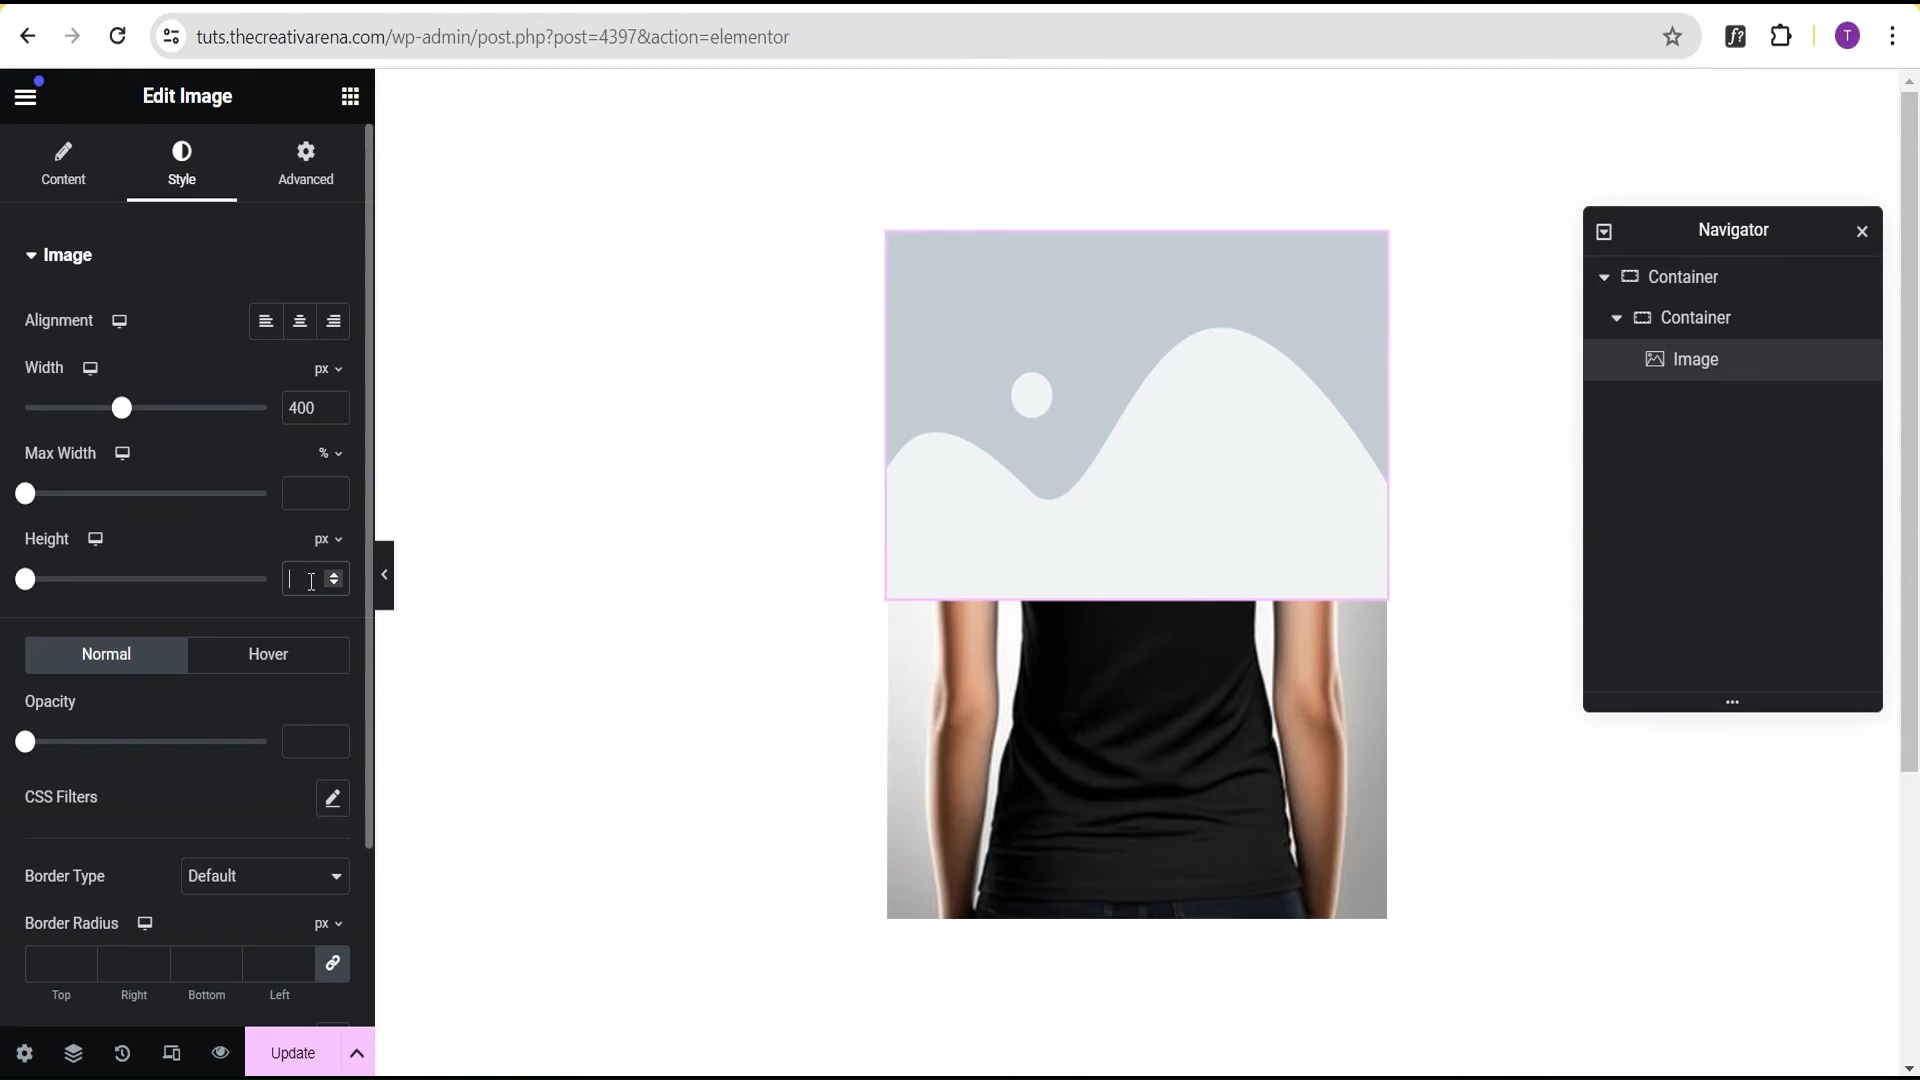 tuts.thecreativarena.com/wp-admin/post.php?post=4397&action=elementor
f?
T
Edit Image
Content
Style
Advanced
Image
Alignment
Width
px
400
Max Width
%
Height
px
Normal
Hover
Opacity
CSS Filters
Border Type
Default
Border Radius
px
Top
Right
Bottom
Left
Update
Navigator
Container
Container
Image